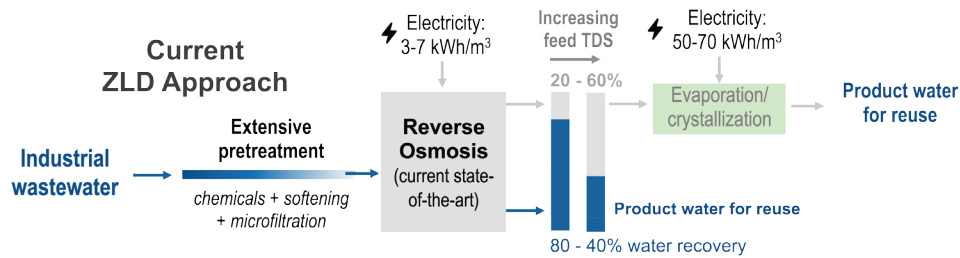 Current
ZLD Approach
Industrial
wastewater
Extensive
pretreatment
chemicals + softening
+ microfiltration
Electricity:
3-7 kWh/m³
Reverse
Osmosis
(current state-
of-the-art)
Increasing
feed TDS
20 - 60%
Product water for reuse
80 - 40% water recovery
Electricity:
50-70 kWh/m³
Evaporation/
crystallization
Product water
for reuse